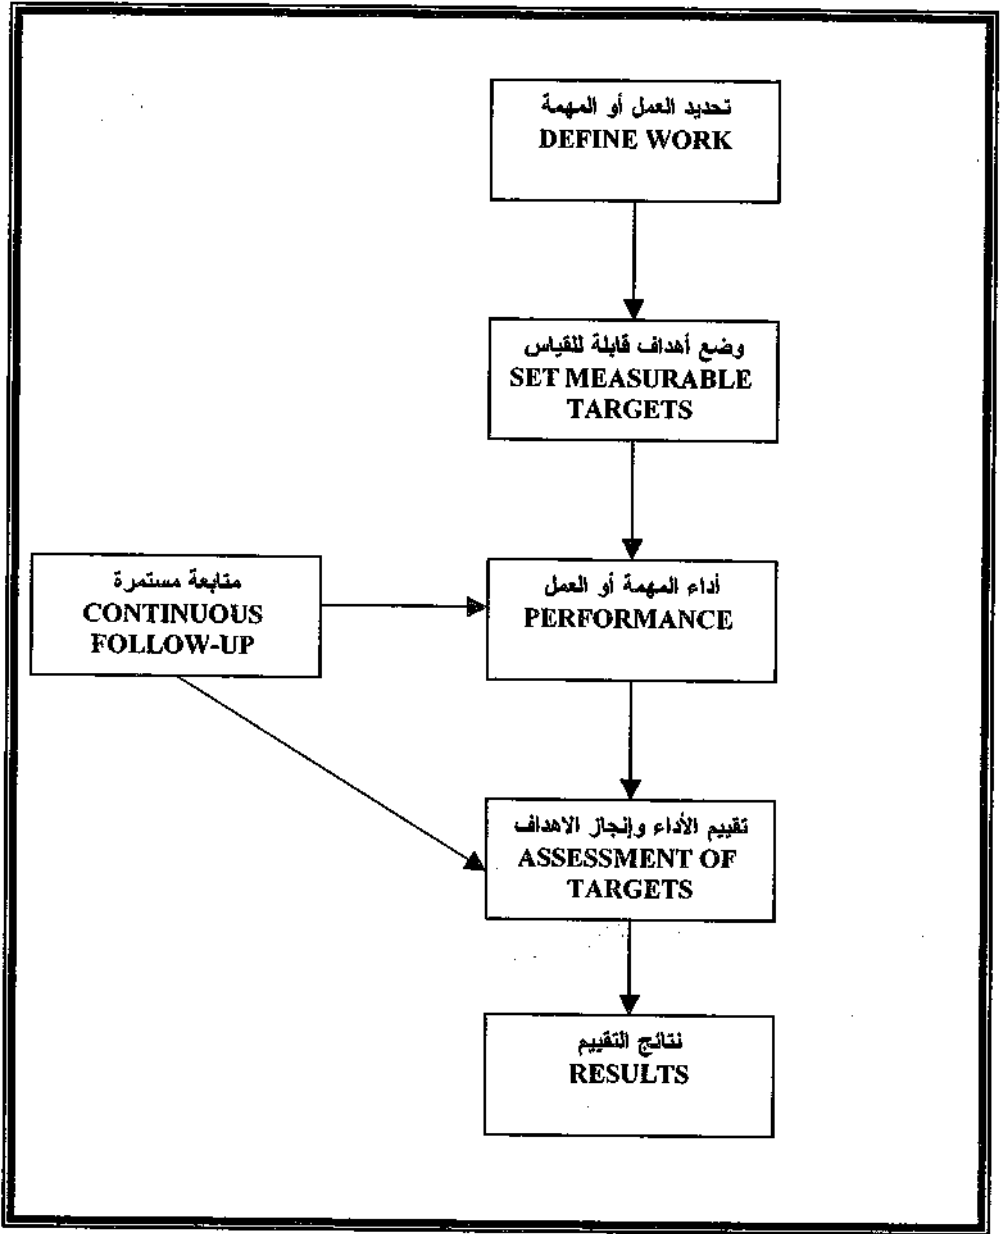 تحديد العمل أو المهمة
DEFINE WORK
وضع أهداف قابلة للقياس
SET MEASURABLE
TARGETS
متابعة مستمرة
CONTINUOUS
FOLLOW-UP
أداء المهمة أو العمل
PERFORMANCE
تقييم الأداء وإنجاز الاهداف
ASSESSMENT OF
TARGETS
نتائج التقييم
RESULTS